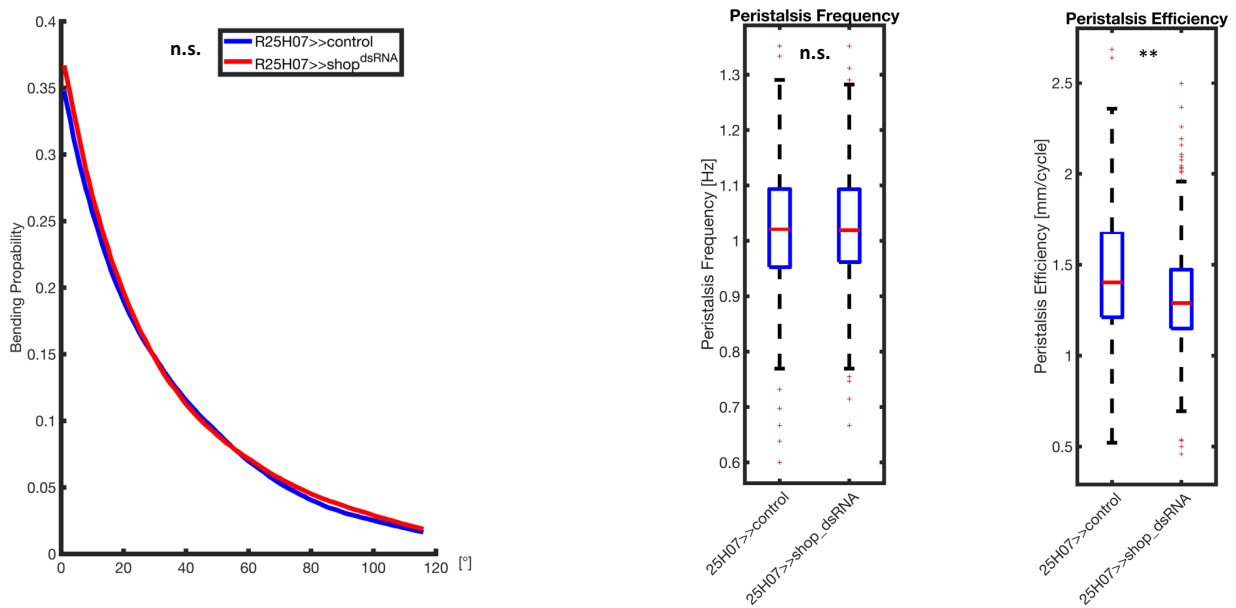 0.4
0.35
0.3
0.25
0.2
0.15
0.1
0.05
0
Bending Propability
0 20 40 60 80 100 120 [°]
n.s.
R25H07>>control
R25H07>>shop^dsRNA
Peristalsis Frequency
n.s.
1.3
1.2
1.1
1
0.9
0.8
0.7
0.6
Peristalsis Frequency [Hz]
25H07>>control
25H07>>shop_dsRNA
Peristalsis Efficiency
**
2.5
2
1.5
1
0.5
Peristalsis Efficiency [mm/cycle]
25H07>>control
25H07>>shop_dsRNA